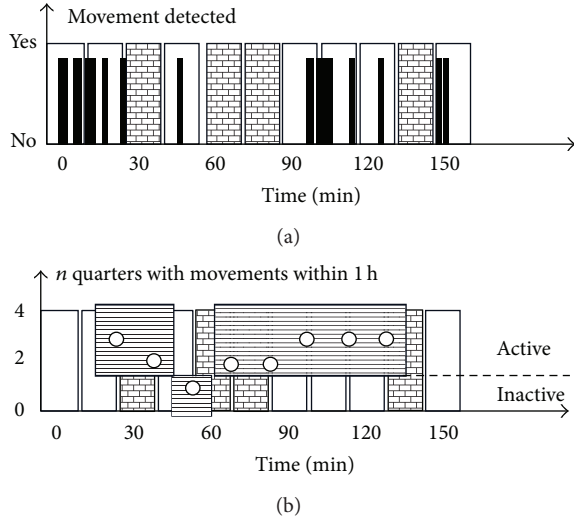 Movement detected
Yes
No
0 30 60 90 120 150
Time (min)
(a)
n quarters with movements within 1 h
4
2
0
Active
Inactive
0 30 60 90 120 150
Time (min)
(b)